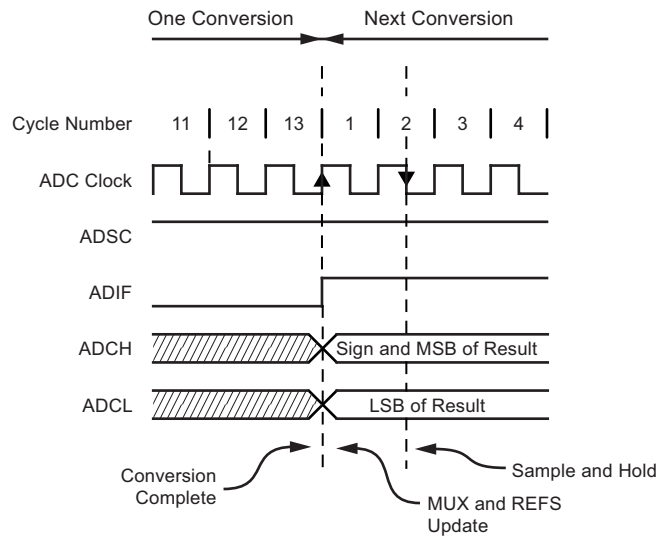 One Conversion Next Conversion
Cycle Number 11 12 13 1 2 3 4
ADC Clock
ADSC
ADIF
ADCH Sign and MSB of Result
ADCL LSB of Result
Conversion
Complete
MUX and REFS
Update
Sample and Hold